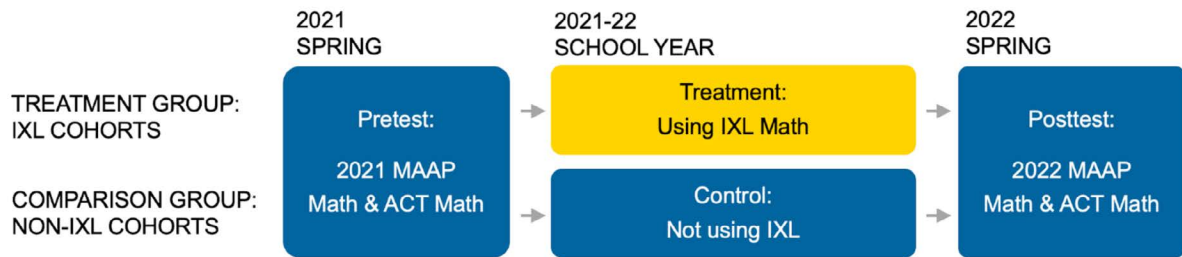 2021
SPRING
2021-22
SCHOOL YEAR
2022
SPRING
TREATMENT GROUP:
IXL COHORTS
COMPARISON GROUP:
NON-IXL COHORTS
Pretest:
2021 MAAP
Math & ACT Math
Treatment:
Using IXL Math
Control:
Not using IXL
Posttest:
2022 MAAP
Math & ACT Math